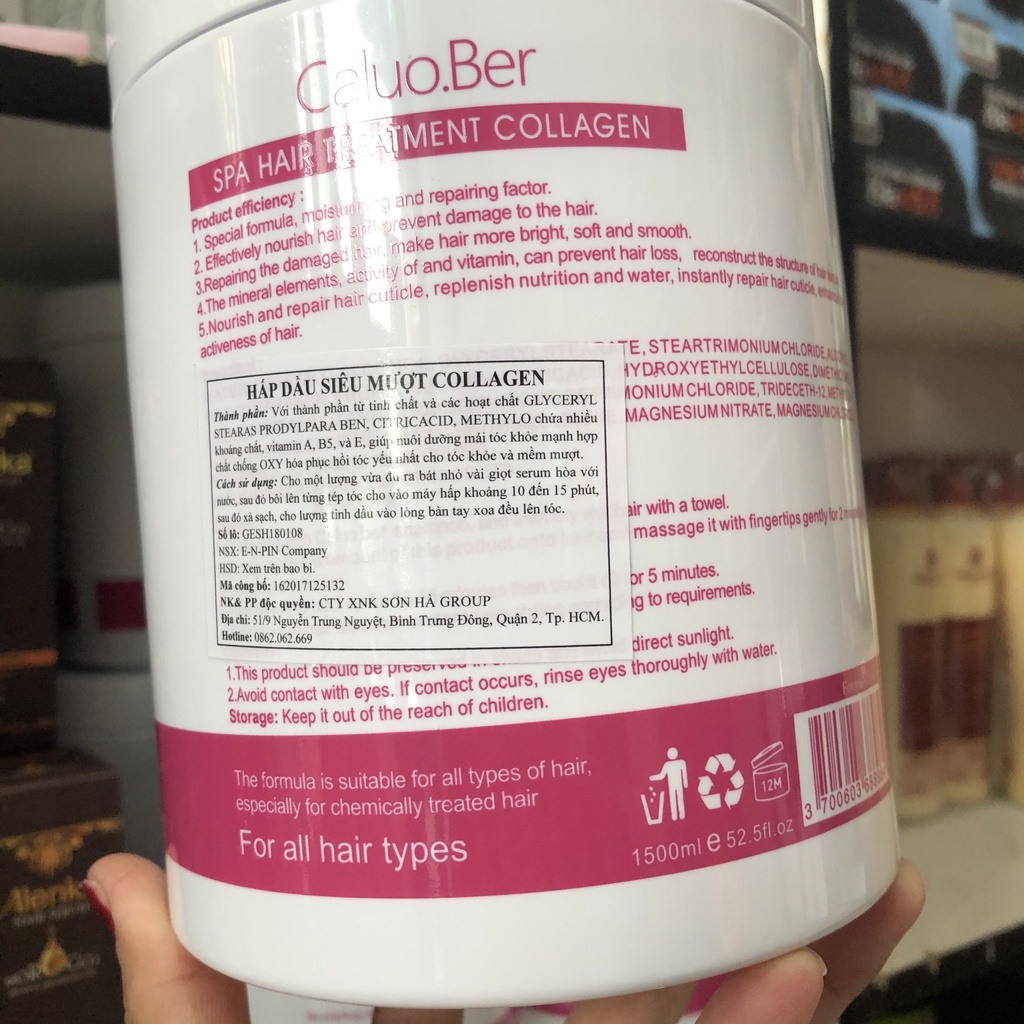 Caluo.Ber
SPA HAIR TREATMENT COLLAGEN
Product efficiency :
1. Special formula, moisturizing and repairing factor.
2. Effectively nourish hair and prevent damage to the hair.
3.Repairing the damaged hair, make hair more bright, soft and smooth.
4.The mineral elements, activity of and vitamin, can prevent hair loss, reconstruct the structure of hair
5.Nourish and repair hair cuticle, replenish nutrition and water, instantly repair hair cuticle,
activeness of hair.
STEARTRIMONIUM CHLORIDE,
HYDROXYETHYLCELLULOSE,
MONIUM CHLORIDE, TRIDECETH-12,
MAGNESIUM NITRATE, MAGNESIUM
HẤP DẦU SIÊU MƯỢT COLLAGEN
Thành phần: Với thành phần từ tinh chất và các hoạt chất GLYCERYL
STEARAS PRODYLPARA BEN, CITRICACID, METHYLO chứa nhiều
khoáng chất, vitamin A, B5, và E, giúp nuôi dưỡng mái tóc khỏe mạnh hợp
chất chống OXY hóa phục hồi tóc yếu nhất cho tóc khỏe và mềm mượt.
Cách sử dụng: Cho một lượng vừa đủ ra bát nhỏ vài giọt serum hòa với
nước, sau đó bôi lên từng tép tóc cho vào máy hấp khoảng 10 đến 15 phút,
sau đó xả sạch, cho lượng tinh dầu vào lòng bàn tay xoa đều lên tóc.
Số lô: GESH180108
NSX: E-N-PIN Company
HSD: Xem trên bao bì.
Mã công bố: 162017125132
NK& PP độc quyền: CTY XNK SƠN HÀ GROUP
Địa chỉ: 51/9 Nguyễn Trung Nguyệt, Bình Trưng Đông, Quận 2, Tp. HCM.
Hotline: 0862.062.669
air with a towel.
massage it with fingertips gently for 2
or 5 minutes.
ng to requirements.
1.This product should be preserved direct sunlight.
2.Avoid contact with eyes. If contact occurs, rinse eyes thoroughly with water.
Storage: Keep it out of the reach of children.
The formula is suitable for all types of hair,
especially for chemically treated hair
For all hair types
12M
1500ml e 52.5fl.oz
3 700603
Alenka